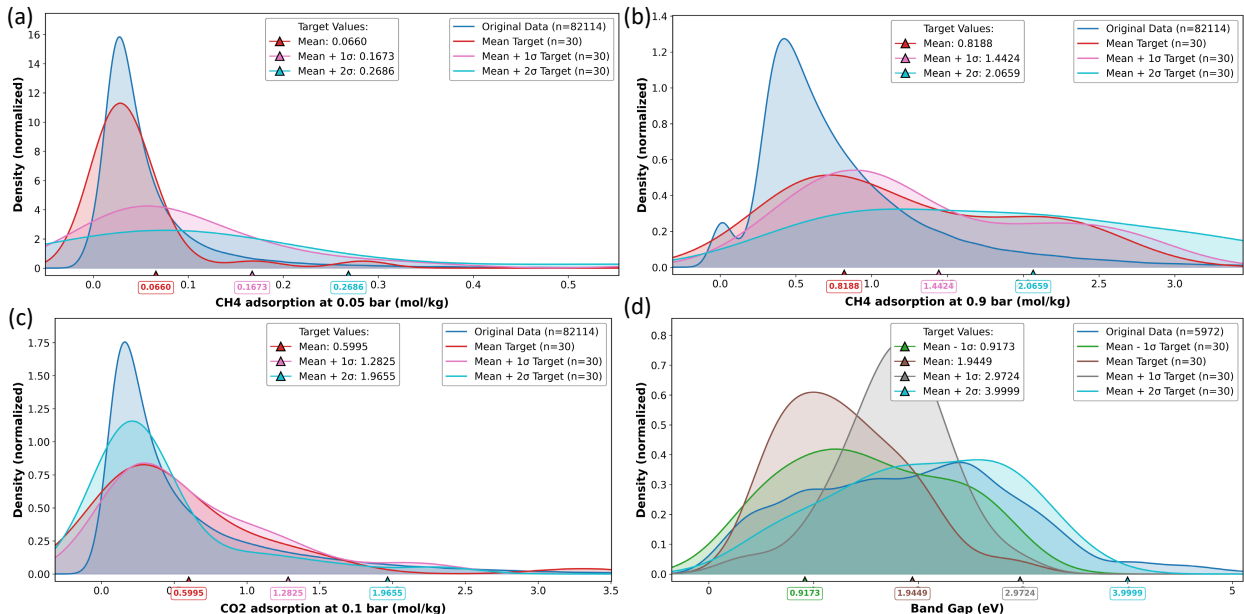 (a)
Density (normalized)
16
14
12
10
8
6
4
2
0
Target Values:
Mean: 0.0660
Mean + 1σ: 0.1673
Mean + 2σ: 0.2686
Original Data (n=82114)
Mean Target (n=30)
Mean + 1σ Target (n=30)
Mean + 2σ Target (n=30)
0.0 0.1 0.2 0.3 0.4 0.5
0.0660 0.1673 0.2686
CH4 adsorption at 0.05 bar (mol/kg)
(b)
Density (normalized)
1.4
1.2
1.0
0.8
0.6
0.4
0.2
0.0
Target Values:
Mean: 0.8188
Mean + 1σ: 1.4424
Mean + 2σ: 2.0659
Original Data (n=82114)
Mean Target (n=30)
Mean + 1σ Target (n=30)
Mean + 2σ Target (n=30)
0.0 0.5 1.0 1.5 2.0 2.5 3.0
0.8188 1.4424 2.0659
CH4 adsorption at 0.9 bar (mol/kg)
(c)
Density (normalized)
1.75
1.50
1.25
1.00
0.75
0.50
0.25
0.00
Target Values:
Mean: 0.5995
Mean + 1σ: 1.2825
Mean + 2σ: 1.9655
Original Data (n=82114)
Mean Target (n=30)
Mean + 1σ Target (n=30)
Mean + 2σ Target (n=30)
0.0 0.5 1.0 1.5 2.0 2.5 3.0 3.5
0.5995 1.2825 1.9655
CO2 adsorption at 0.1 bar (mol/kg)
(d)
Density (normalized)
0.8
0.7
0.6
0.5
0.4
0.3
0.2
0.1
0.0
Target Values:
Mean - 1σ: 0.9173
Mean: 1.9449
Mean + 1σ: 2.9724
Mean + 2σ: 3.9999
Original Data (n=5972)
Mean - 1σ Target (n=30)
Mean Target (n=30)
Mean + 1σ Target (n=30)
Mean + 2σ Target (n=30)
0 5
0.9173 1.9449 2.9724 3.9999
Band Gap (eV)